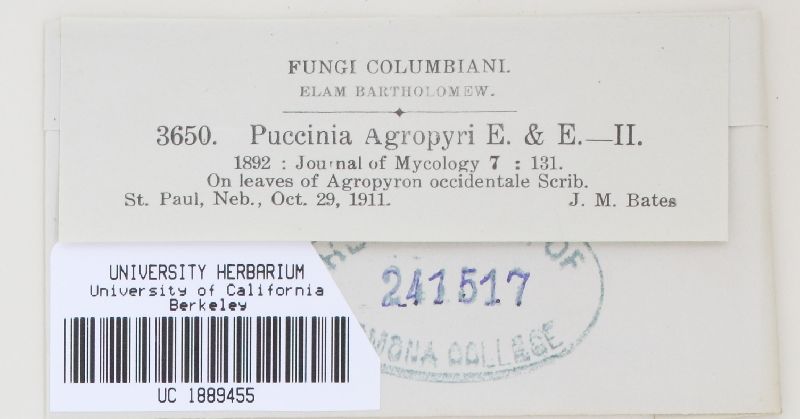 FUNGI COLUMBIANI.
ELAM BARTHOLOMEW.
3650. Puccinia Agropyri E. & E.—II.
1892 : Journal of Mycology 7 : 131.
On leaves of Agropyron occidentale Scrib.
St. Paul, Neb., Oct. 29, 1911. J. M. Bates
OF
241517
COLLEGE
UNIVERSITY HERBARIUM
University of California
Berkeley
UC 1889455